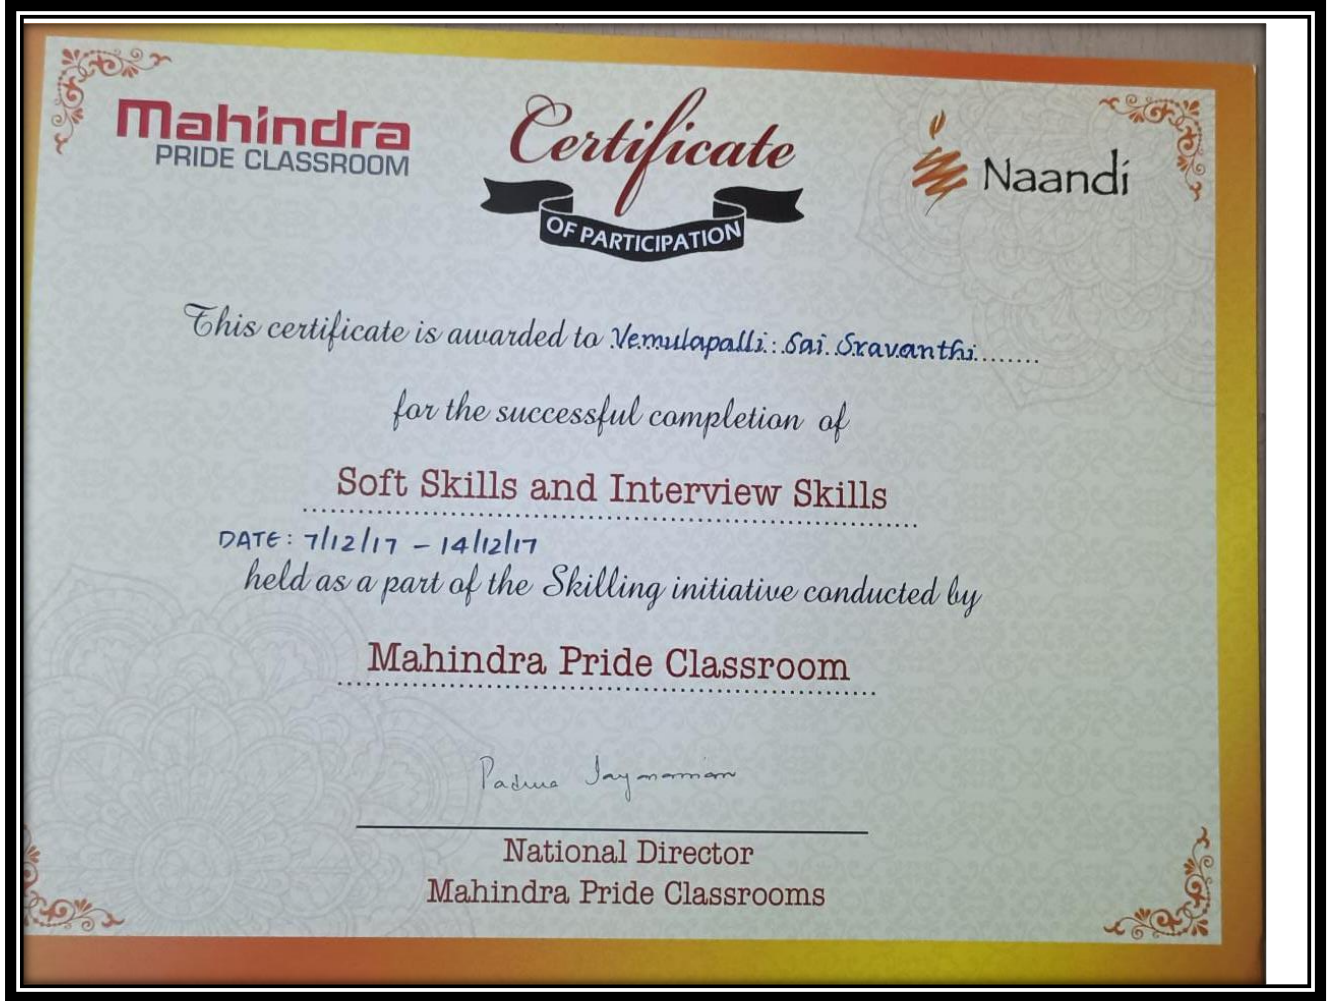 Mahindra
PRIDE CLASSROOM
Certificate
OF PARTICIPATION
Naandi
This certificate is awarded to Vemulapalli. Sai Sravanthi
for the successful completion of
Soft Skills and Interview Skills
DATE: 7/12/17 - 14/12/17
held as a part of the Skilling initiative conducted by
Mahindra Pride Classroom
Padma
National Director
Mahindra Pride Classrooms